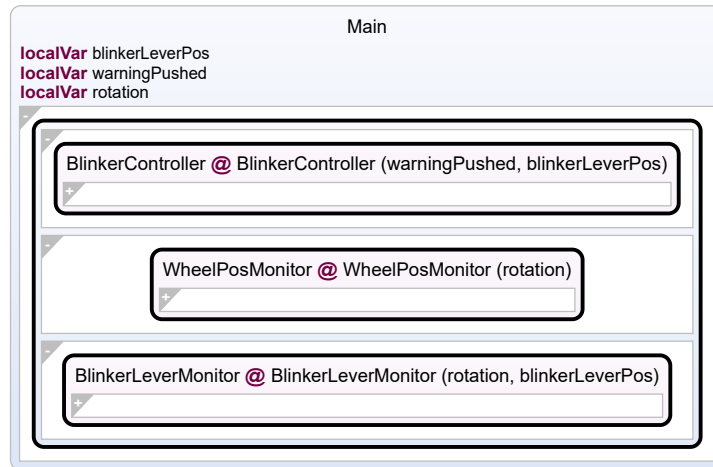 Main
localVar blinkerLeverPos
localVar warningPushed
localVar rotation
-
-
BlinkerController @ BlinkerController (warningPushed, blinkerLeverPos)
+
-
WheelPosMonitor @ WheelPosMonitor (rotation)
+
-
BlinkerLeverMonitor @ BlinkerLeverMonitor (rotation, blinkerLeverPos)
+